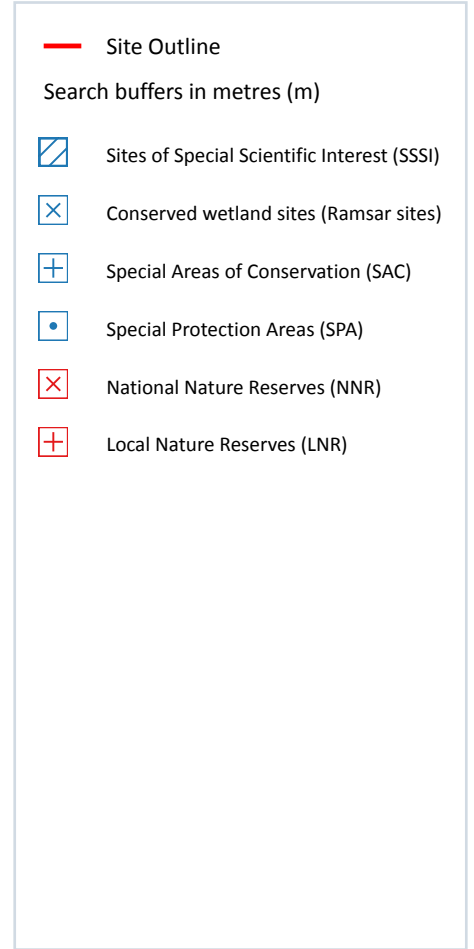 Site Outline
Search buffers in metres (m)
Sites of Special Scientific Interest (SSSI)
Conserved wetland sites (Ramsar sites)
Special Areas of Conservation (SAC)
Special Protection Areas (SPA)
National Nature Reserves (NNR)
Local Nature Reserves (LNR)